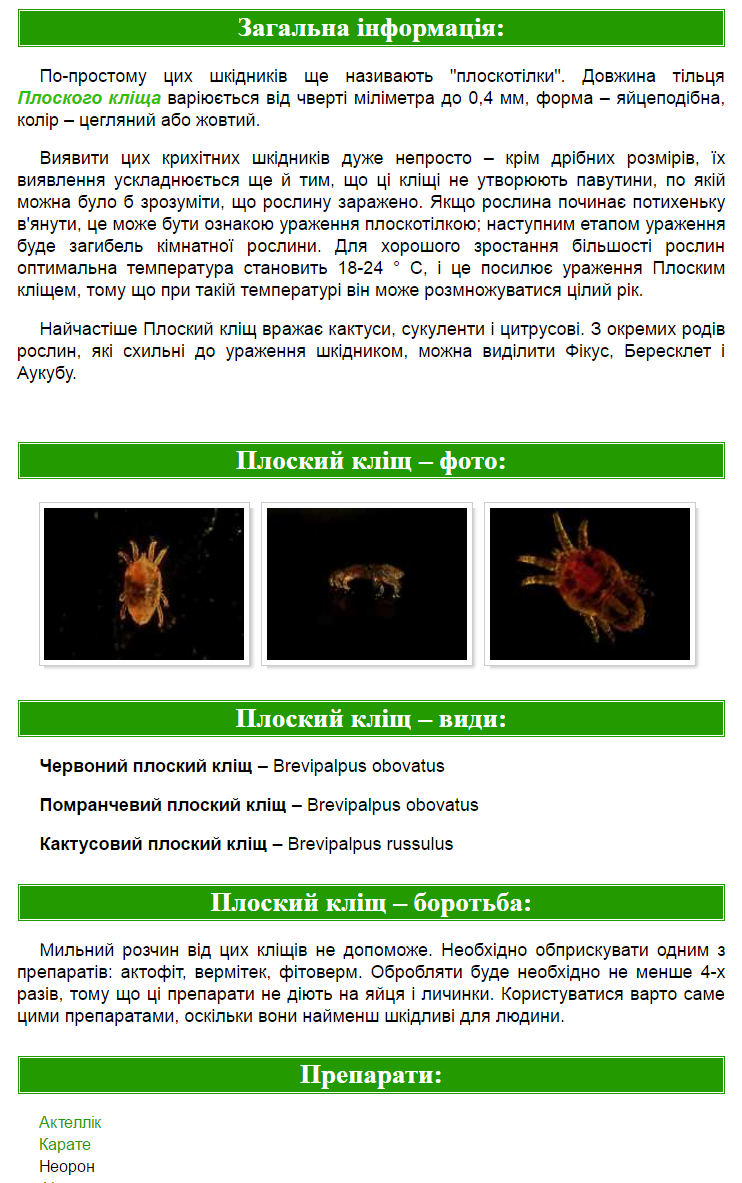 Загальна інформація:
По-простому цих шкідників ще називають "плоскотілки". Довжина тільця
Плоского кліща варіюється від чверті міліметра до 0,4 мм, форма – яйцеподібна,
колір – цегляний або жовтий.
Виявити цих крихітних шкідників дуже непросто – крім дрібних розмірів, їх
виявлення ускладнюється ще й тим, що ці кліщі не утворюють павутини, по якій
можна було б зрозуміти, що рослину заражено. Якщо рослина починає потихеньку
в'янути, це може бути ознакою ураження плоскотілкою; наступним етапом ураження
буде загибель кімнатної рослини. Для хорошого зростання більшості рослин
оптимальна температура становить 18-24 ° С, і це посилює ураження Плоским
кліщем, тому що при такій температурі він може розмножуватися цілий рік.
Найчастіше Плоский кліщ вражає кактуси, сукуленти і цитрусові. З окремих родів
рослин, які схильні до ураження шкідником, можна виділити Фікус, Бересклет і
Аукубу.
Плоский кліщ – фото:
Плоский кліщ – види:
Червоний плоский кліщ – Brevipalpus obovatus
Помранчевий плоский кліщ – Brevipalpus obovatus
Кактусовий плоский кліщ – Brevipalpus russulus
Плоский кліщ – боротьба:
Мильний розчин від цих кліщів не допоможе. Необхідно обприскувати одним з
препаратів: актофіт, вермітек, фітоверм. Обробляти буде необхідно не менше 4-х
разів, тому що ці препарати не діють на яйця і личинки. Користуватися варто саме
цими препаратами, оскільки вони найменш шкідливі для людини.
Препарати:
Актеллік
Карате
Неорон